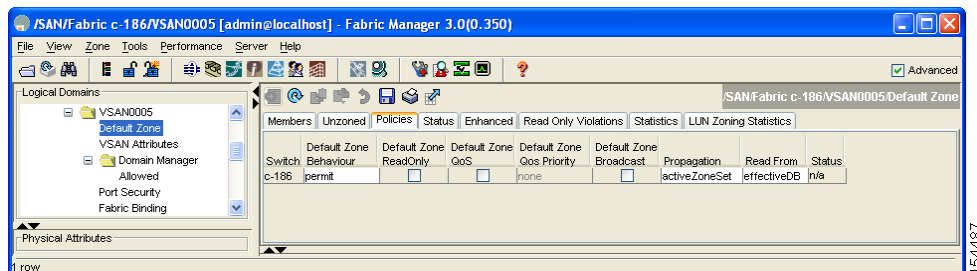 /SAN/Fabric c-186/VSAN0005 [admin@localhost] - Fabric Manager 3.0(0.350)
File View Zone Tools Performance Server Help
Advanced
Logical Domains
VSAN0005
Default Zone
VSAN Attributes
Domain Manager
Allowed
Port Security
Fabric Binding
Physical Attributes
/SAN/Fabric c-186/VSAN0005/Default Zone
Members Unzoned Policies Status Enhanced Read Only Violations Statistics LUN Zoning Statistics
Default Zone Default Zone Default Zone Default Zone Default Zone
Switch Behaviour ReadOnly QoS Qos Priority Broadcast Propagation Read From Status
c-186 permit none activeZoneSet effectiveDB n/a
1 row